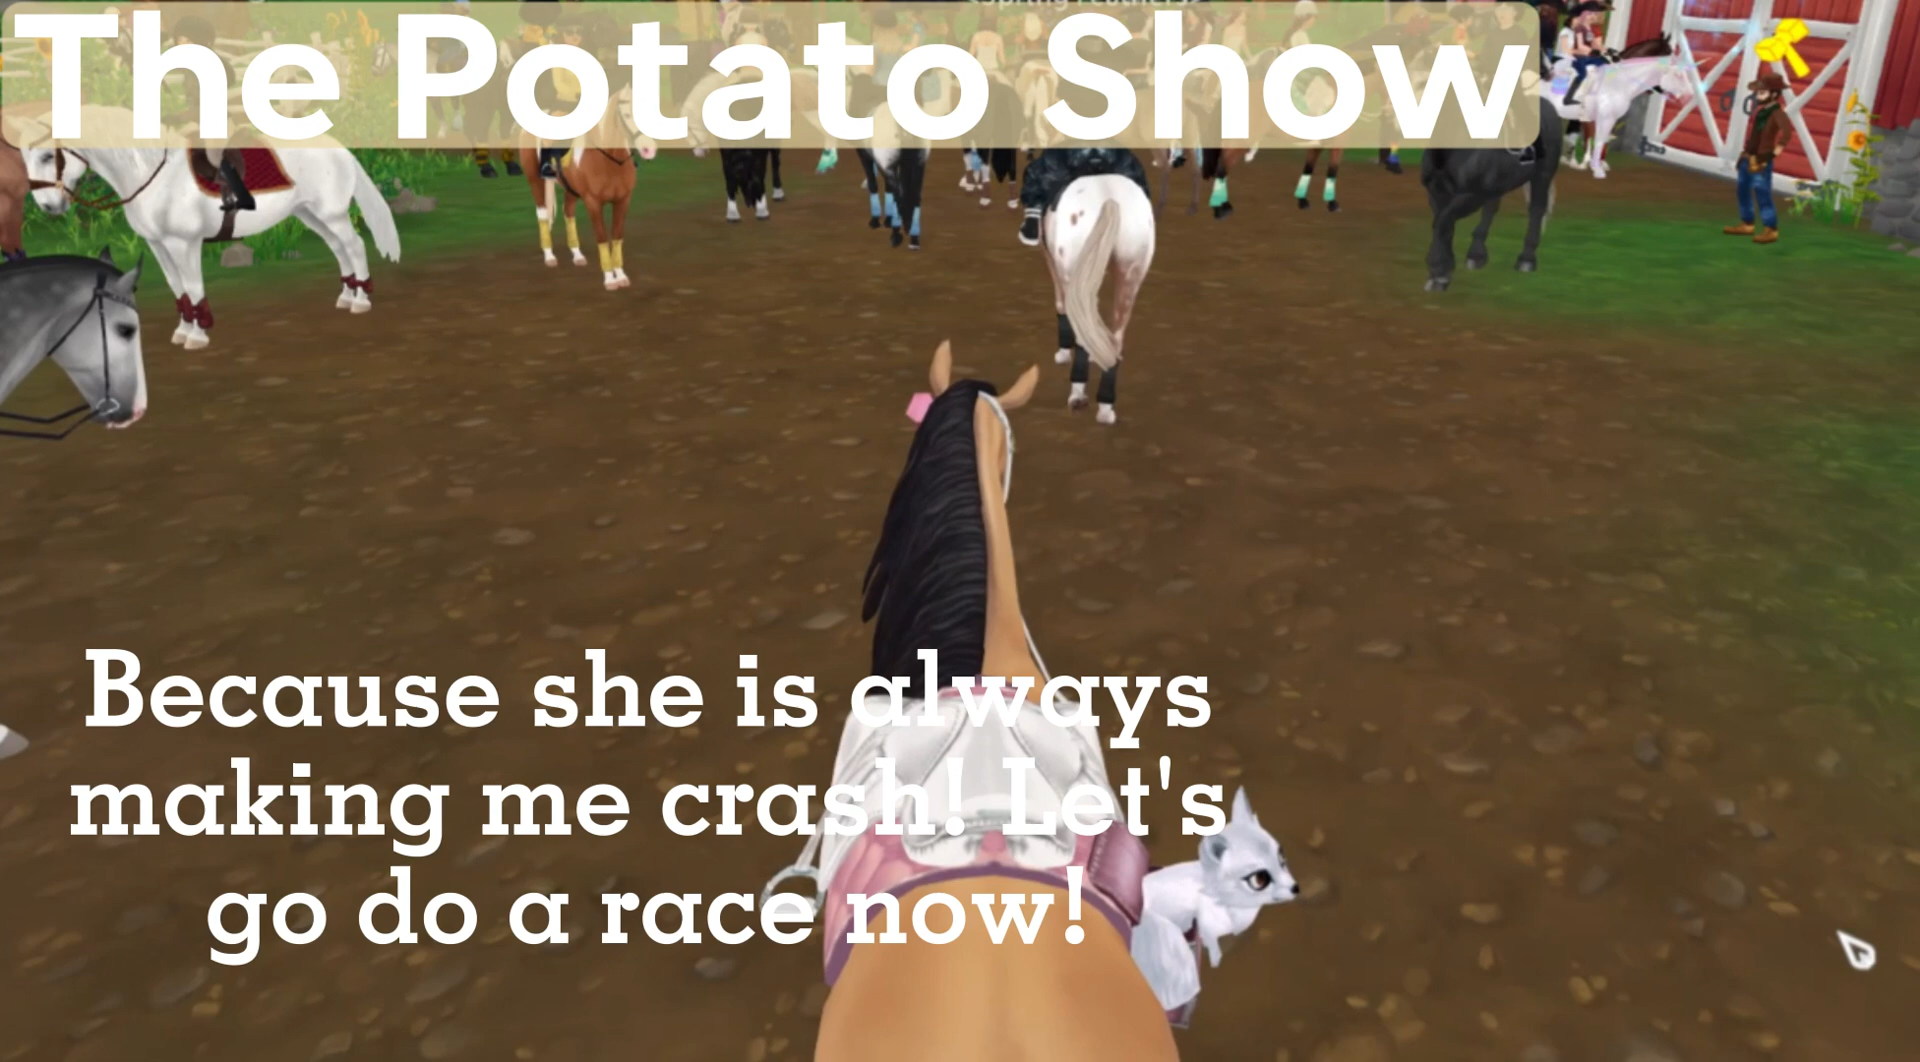 The Potato Show
Because she is always
making me crash! Let's
go do a race now!